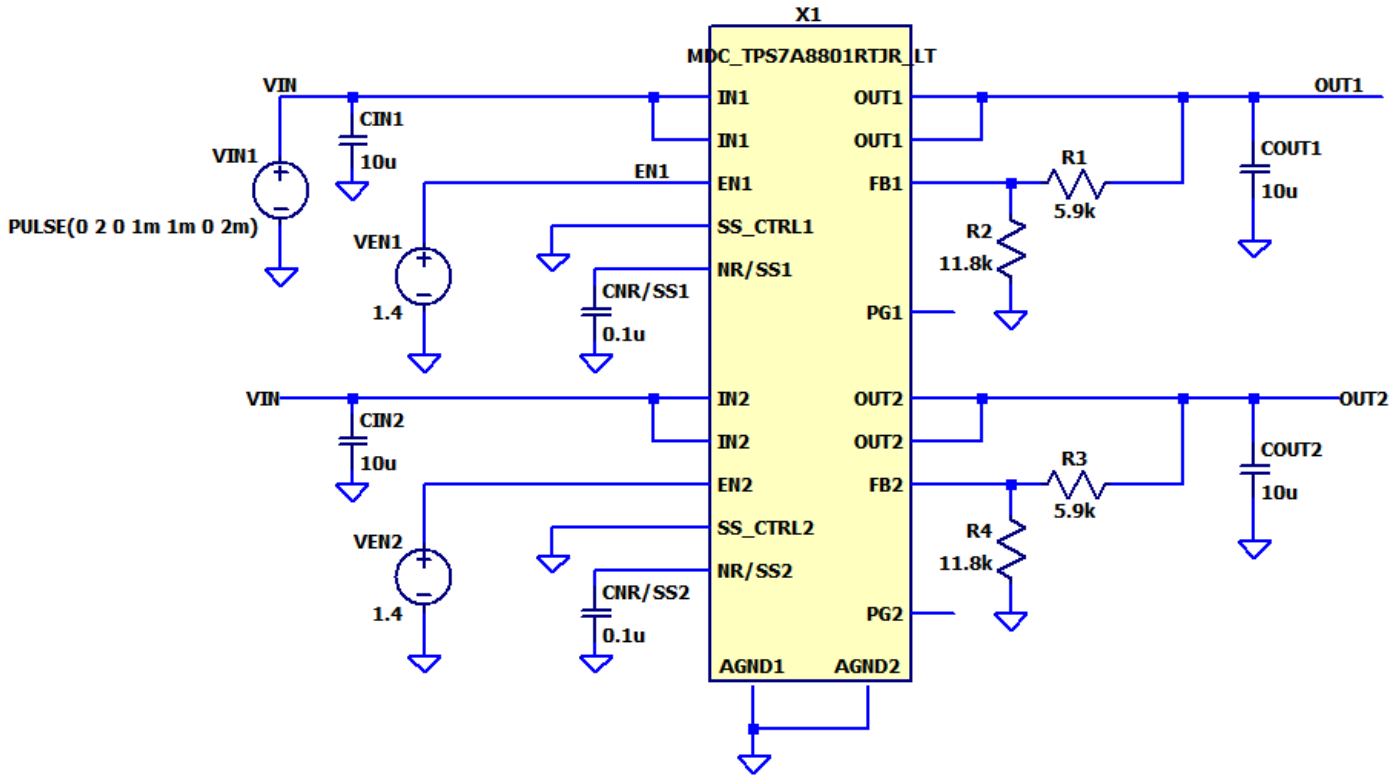 X1
MDC_TPS7A8801RTJR_LT
VIN
IN1
OUT1
OUT1
CIN1
10u
IN1
OUT1
COUT1
10u
VIN1
PULSE(0 2 0 1m 1m 0 2m)
EN1
EN1
FB1
R1
5.9k
SS_CTRL1
R2
11.8k
VEN1
1.4
NR/SS1
CNR/SS1
0.1u
PG1
VIN
IN2
OUT2
OUT2
CIN2
10u
IN2
OUT2
COUT2
10u
EN2
FB2
R3
5.9k
SS_CTRL2
R4
11.8k
VEN2
1.4
NR/SS2
CNR/SS2
0.1u
PG2
AGND1
AGND2